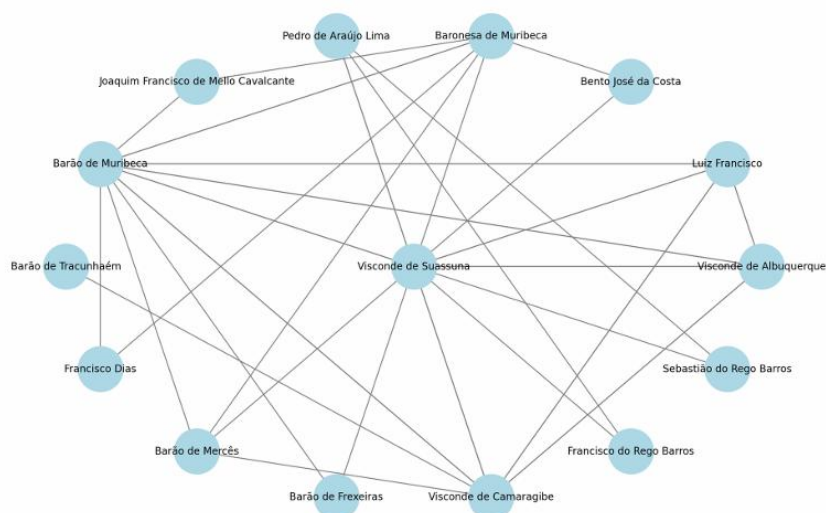 Pedro de Araújo Lima
Baronesa de Muribeca
Joaquim Francisco de Mello Cavalcante
Bento José da Costa
Barão de Muribeca
Luiz Francisco
Barão de Tracunhaém
Visconde de Suassuna
Visconde de Albuquerque
Francisco Dias
Sebastião do Rego Barros
Barão de Mercês
Francisco do Rego Barros
Barão de Frexeiras
Visconde de Camaragibe